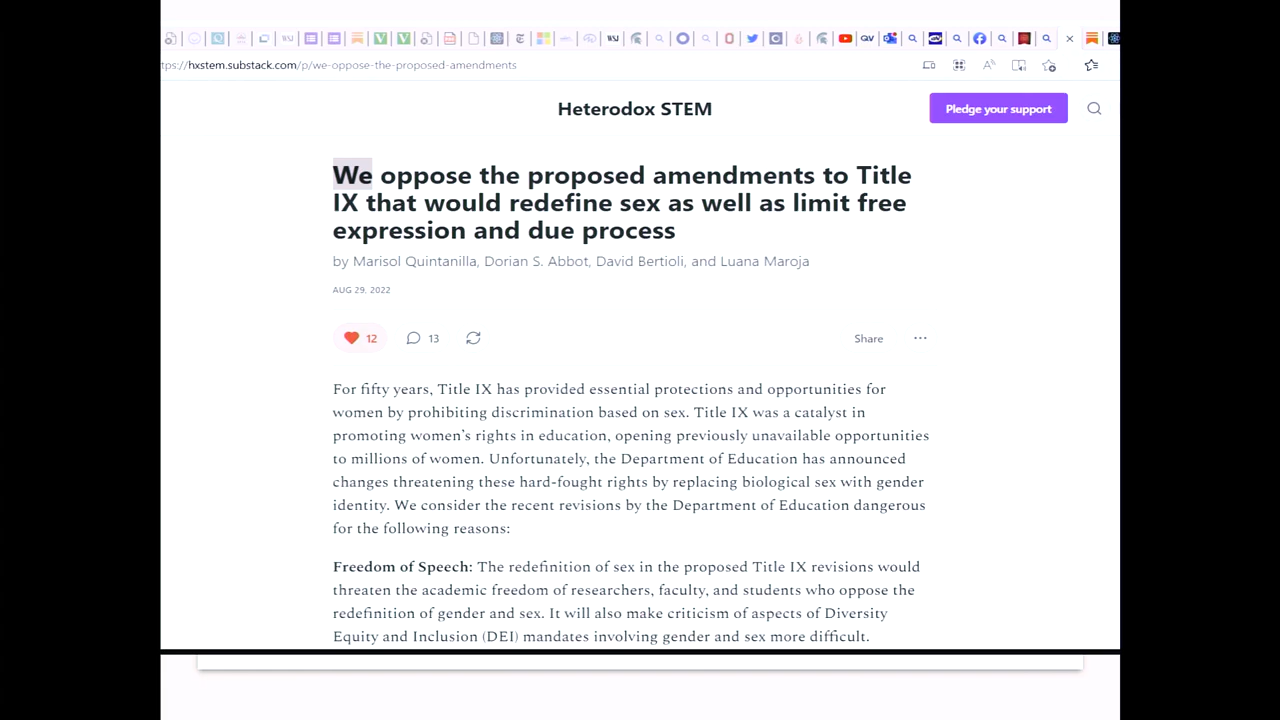 tps://hxstem.substack.com/p/we-oppose-the-proposed-amendments
Heterodox STEM
Pledge your support
We oppose the proposed amendments to Title
IX that would redefine sex as well as limit free
expression and due process
by Marisol Quintanilla, Dorian S. Abbot, David Bertioli, and Luana Maroja
AUG 29, 2022
12
13
Share
For fifty years, Title IX has provided essential protections and opportunities for
women by prohibiting discrimination based on sex. Title IX was a catalyst in
promoting women’s rights in education, opening previously unavailable opportunities
to millions of women. Unfortunately, the Department of Education has announced
changes threatening these hard-fought rights by replacing biological sex with gender
identity. We consider the recent revisions by the Department of Education dangerous
for the following reasons:
Freedom of Speech: The redefinition of sex in the proposed Title IX revisions would
threaten the academic freedom of researchers, faculty, and students who oppose the
redefinition of gender and sex. It will also make criticism of aspects of Diversity
Equity and Inclusion (DEI) mandates involving gender and sex more difficult.